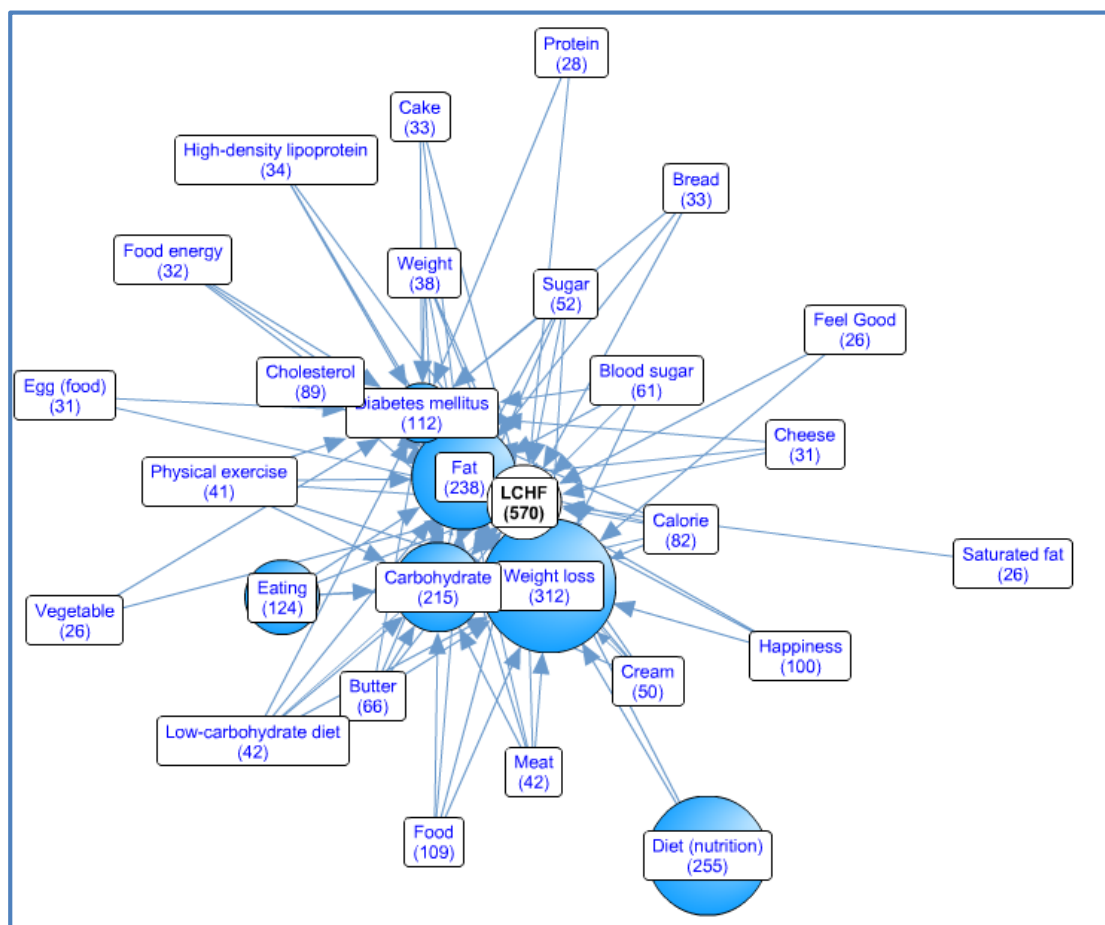 Protein
(28)
Cake
(33)
High-density lipoprotein
(34)
Bread
(33)
Food energy
(32)
Weight
(38)
Sugar
(52)
Feel Good
(26)
Egg (food)
(31)
Cholesterol
(89)
Blood sugar
(61)
Diabetes mellitus
(112)
Cheese
(31)
Physical exercise
(41)
Fat
(238)
LCHF
(570)
Calorie
(82)
Saturated fat
(26)
Eating
(124)
Carbohydrate
(215)
Weight loss
(312)
Vegetable
(26)
Happiness
(100)
Butter
(66)
Cream
(50)
Low-carbohydrate diet
(42)
Meat
(42)
Food
(109)
Diet (nutrition)
(255)